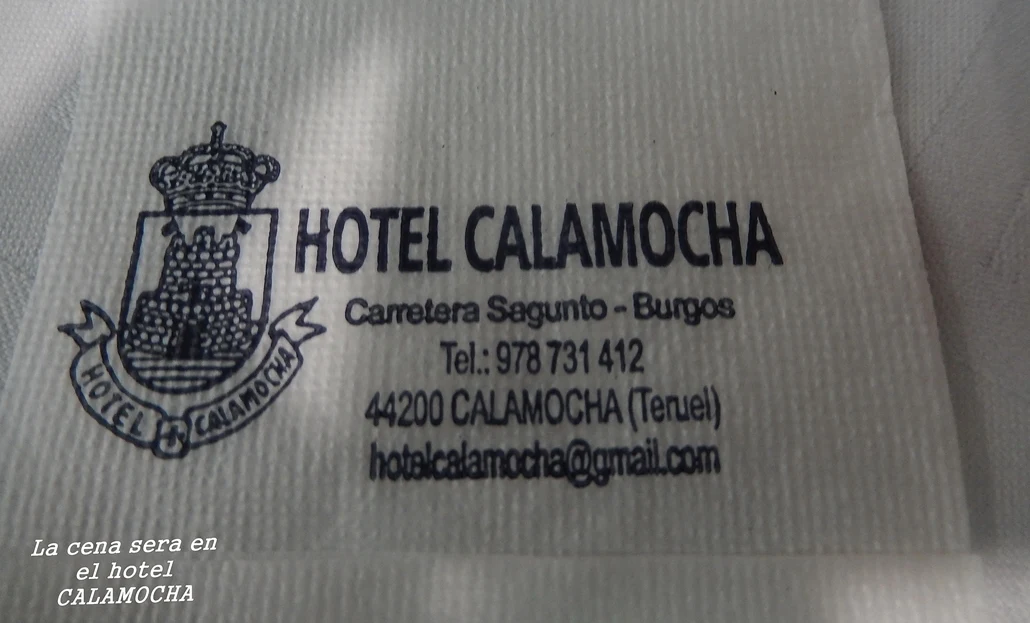 HOTEL CALAMOCHA
Carretera Sagunto - Burgos
Tel.: 978 731 412
44200 CALAMOCHA (Teruel)
hotelcalamocha@gmail.com
HOTEL CALAMOCHA
La cena sera en
el hotel
CALAMOCHA